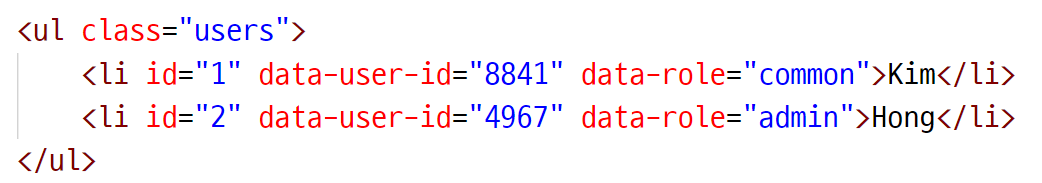 <ul class="users">
    <li id="1" data-user-id="8841" data-role="common">Kim</li>
    <li id="2" data-user-id="4967" data-role="admin">Hong</li>
</ul>